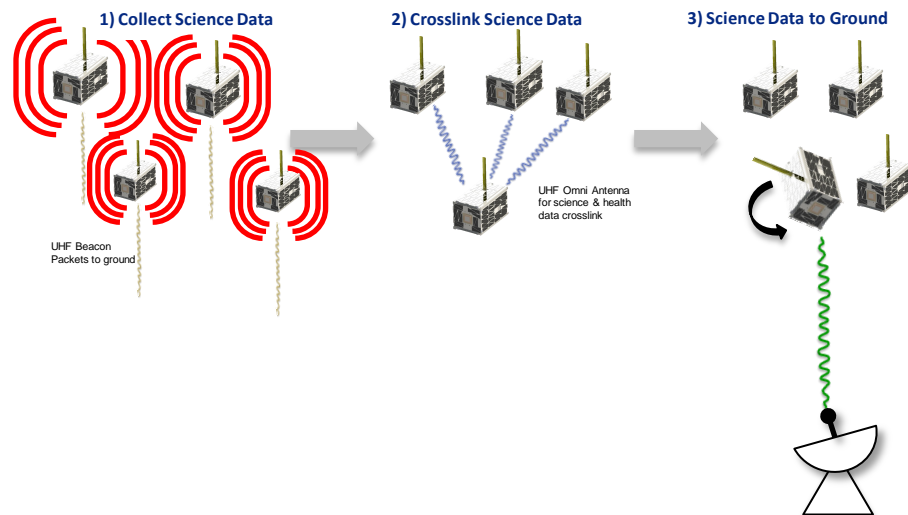 1) Collect Science Data
2) Crosslink Science Data
3) Science Data to Ground
UHF Beacon
Packets to ground
UHF Omni Antenna
for science & health
data crosslink